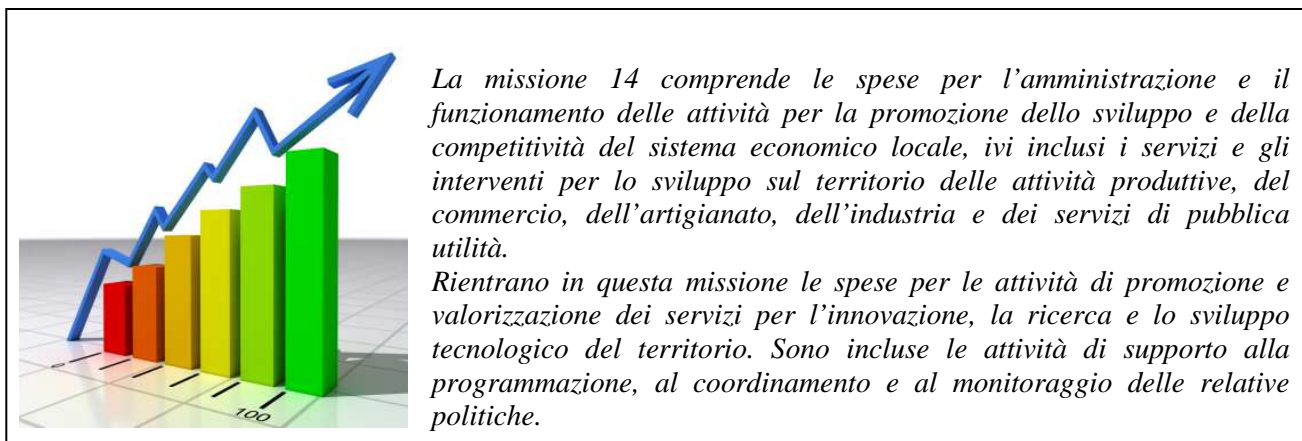 La missione 14 comprende le spese per l’amministrazione e il
funzionamento delle attività per la promozione dello sviluppo e della
competitività del sistema economico locale, ivi inclusi i servizi e gli
interventi per lo sviluppo sul territorio delle attività produttive, del
commercio, dell’artigianato, dell’industria e dei servizi di pubblica
utilità.
Rientrano in questa missione le spese per le attività di promozione e
valorizzazione dei servizi per l’innovazione, la ricerca e lo sviluppo
tecnologico del territorio. Sono incluse le attività di supporto alla
programmazione, al coordinamento e al monitoraggio delle relative
politiche.
0
100